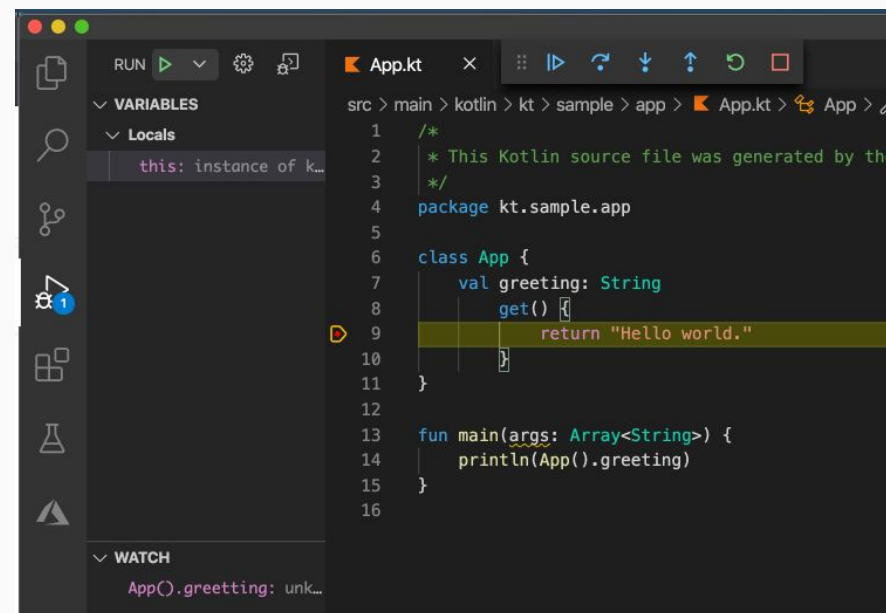 RUN
App.kt
VARIABLES
src > main > kotlin > kt > sample > app > App.kt > App >
Locals
this: instance of k…
1 /*
2 * This Kotlin source file was generated by the
3 */
4 package kt.sample.app
5
6 class App {
7 val greeting: String
8 get() {
9 return "Hello world."
10 }
11 }
12
13 fun main(args: Array<String>) {
14 println(App().greeting)
15 }
16
1
WATCH
App().greetting: unk…